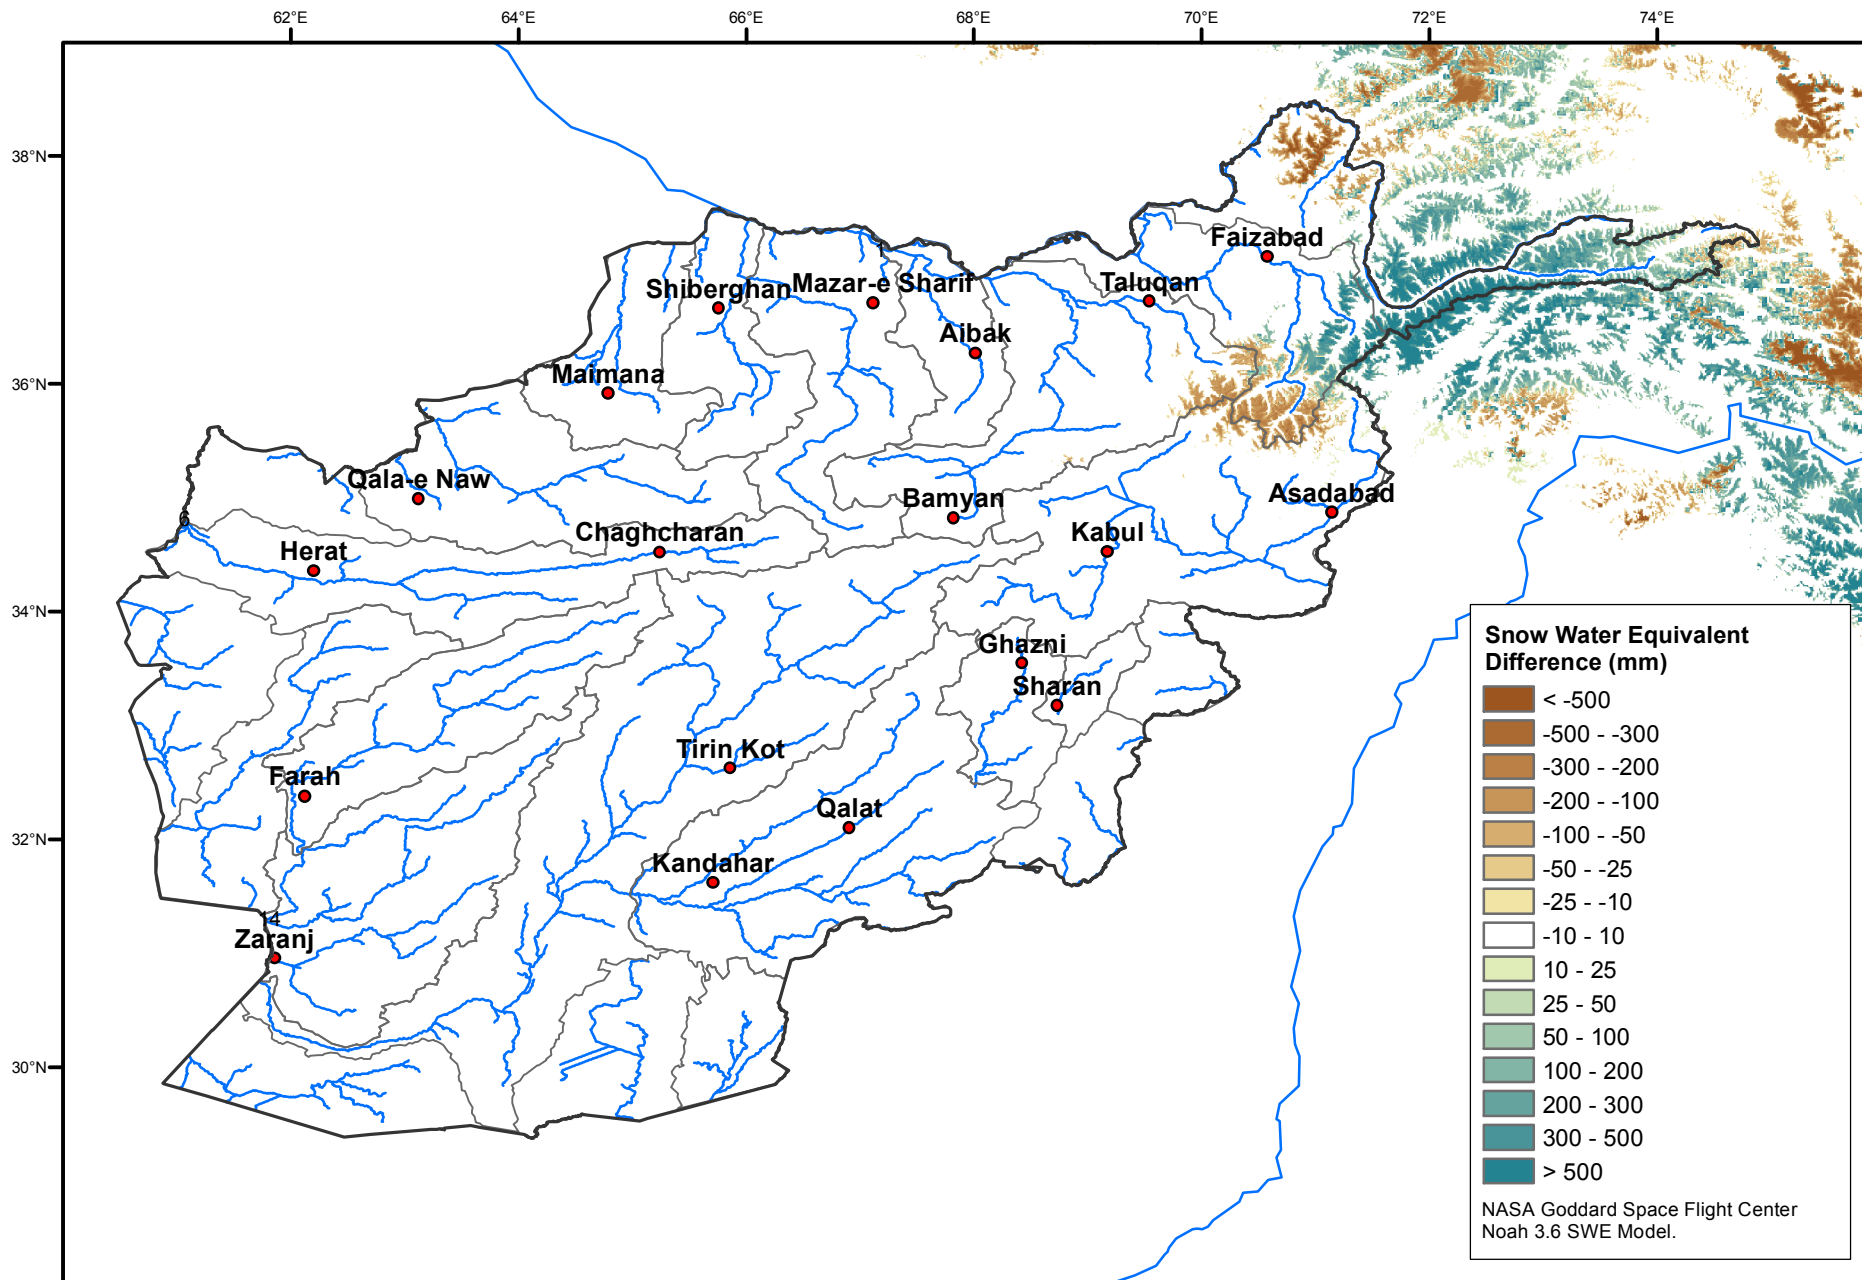 62°E 64°E 66°E 68°E 70°E 72°E 74°E
38°N
36°N
34°N
32°N
30°N
Faizabad
Shiberghan
Mazar-e Sharif
Taluqan
Aibak
Maimana
Qala-e Naw
Bamyan
Asadabad
6
Chaghcharan
Kabul
Herat
Ghazni
Sharan
Tirin Kot
Farah
Qalat
Kandahar
14
Zaranj
Snow Water Equivalent
Difference (mm)
< -500
-500 - -300
-300 - -200
-200 - -100
-100 - -50
-50 - -25
-25 - -10
-10 - 10
10 - 25
25 - 50
50 - 100
100 - 200
200 - 300
300 - 500
> 500
NASA Goddard Space Flight Center
Noah 3.6 SWE Model.